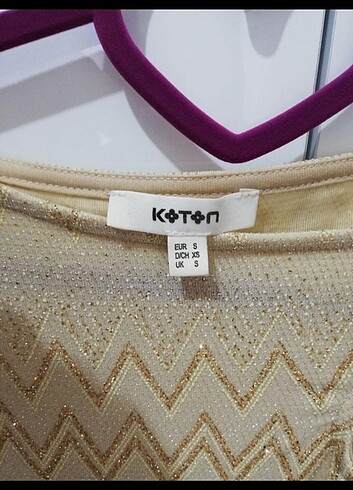 KOTON
EUR S
D/CH XS
UK S